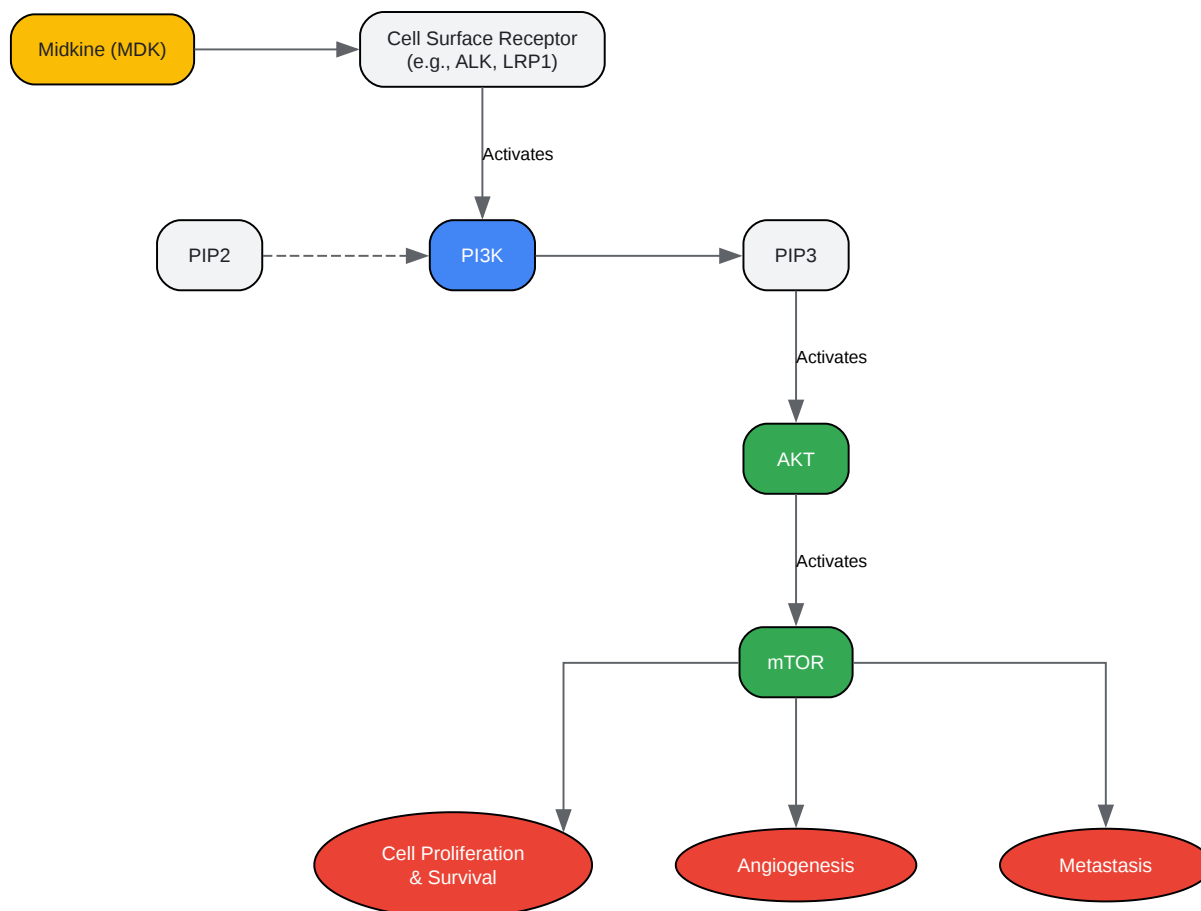 Midkine (MDK)
Cell Surface Receptor
(e.g., ALK, LRP1)
Activates
PIP2
PI3K
PIP3
Activates
AKT
Activates
mTOR
Cell Proliferation
& Survival
Angiogenesis
Metastasis